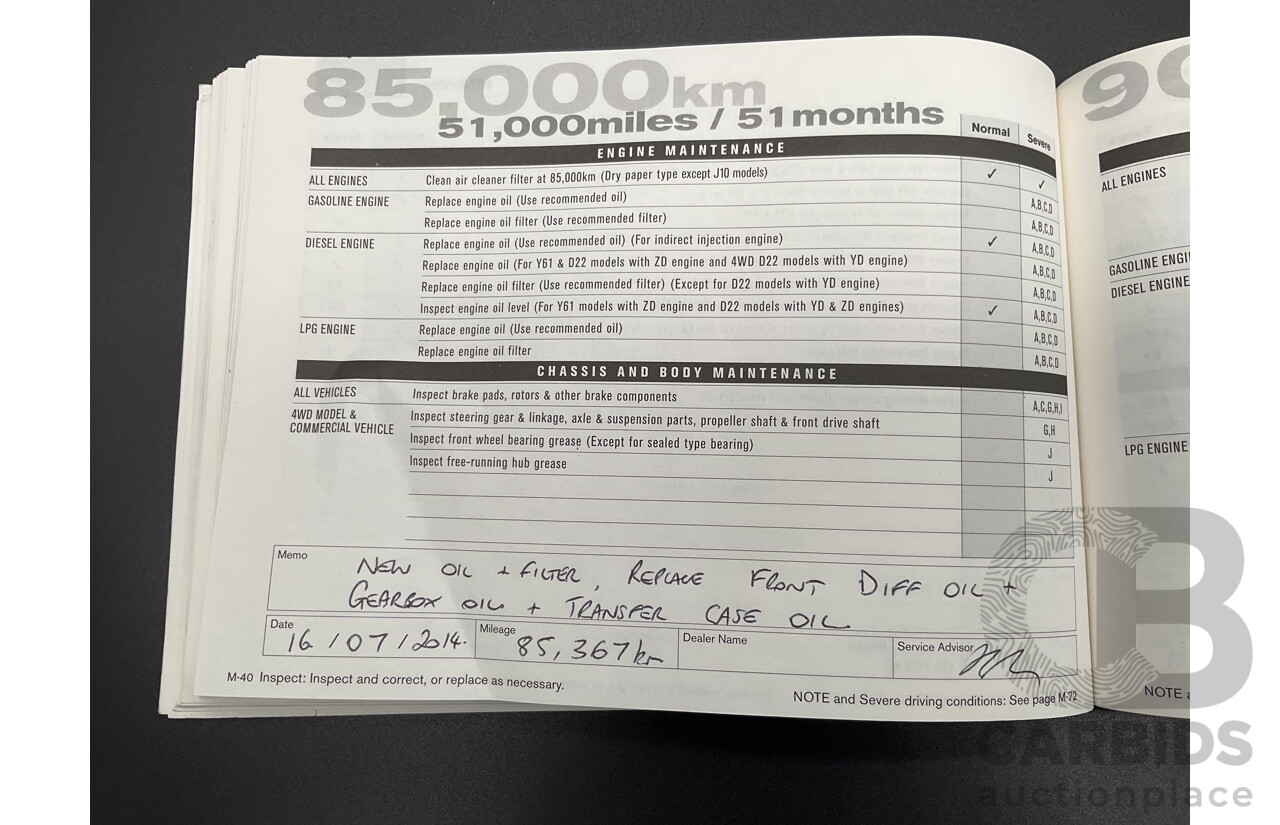 85,000km
51,000miles / 51months
Normal Severe
ENGINE MAINTENANCE
ALL ENGINES Clean air cleaner filter at 85,000km (Dry paper type except J10 models) ✓ ✓
GASOLINE ENGINE Replace engine oil (Use recommended oil) A,B,C,D
Replace engine oil filter (Use recommended filter) A,B,C,D
DIESEL ENGINE Replace engine oil (Use recommended oil) (For indirect injection engine) ✓ A,B,C,D
Replace engine oil (For Y61 & D22 models with ZD engine and 4WD D22 models with YD engine) A,B,C,D
Replace engine oil filter (Use recommended filter) (Except for D22 models with YD engine) A,B,C,D
Inspect engine oil level (For Y61 models with ZD engine and D22 models with YD & ZD engines) ✓ A,B,C,D
LPG ENGINE Replace engine oil (Use recommended oil) A,B,C,D
Replace engine oil filter A,B,C,D
CHASSIS AND BODY MAINTENANCE
ALL VEHICLES Inspect brake pads, rotors & other brake components A,C,G,H,I
4WD MODEL & Inspect steering gear & linkage, axle & suspension parts, propeller shaft & front drive shaft G,H
COMMERCIAL VEHICLE
Inspect front wheel bearing grease (Except for sealed type bearing) J
Inspect free-running hub grease J
Memo
NEW OIL + FILTER, REPLACE FRONT DIFF OIL +
GEARBOX OIL + TRANSFER CASE OIL
Date 16/07/2014. Mileage 85,367km Dealer Name Service Advisor
M-40 Inspect: Inspect and correct, or replace as necessary.
NOTE and Severe driving conditions: See page M-72
90
ALL ENGINES
GASOLINE ENGI
DIESEL ENGINE
LPG ENGINE
NOTE
CARBIDS
auctionplace